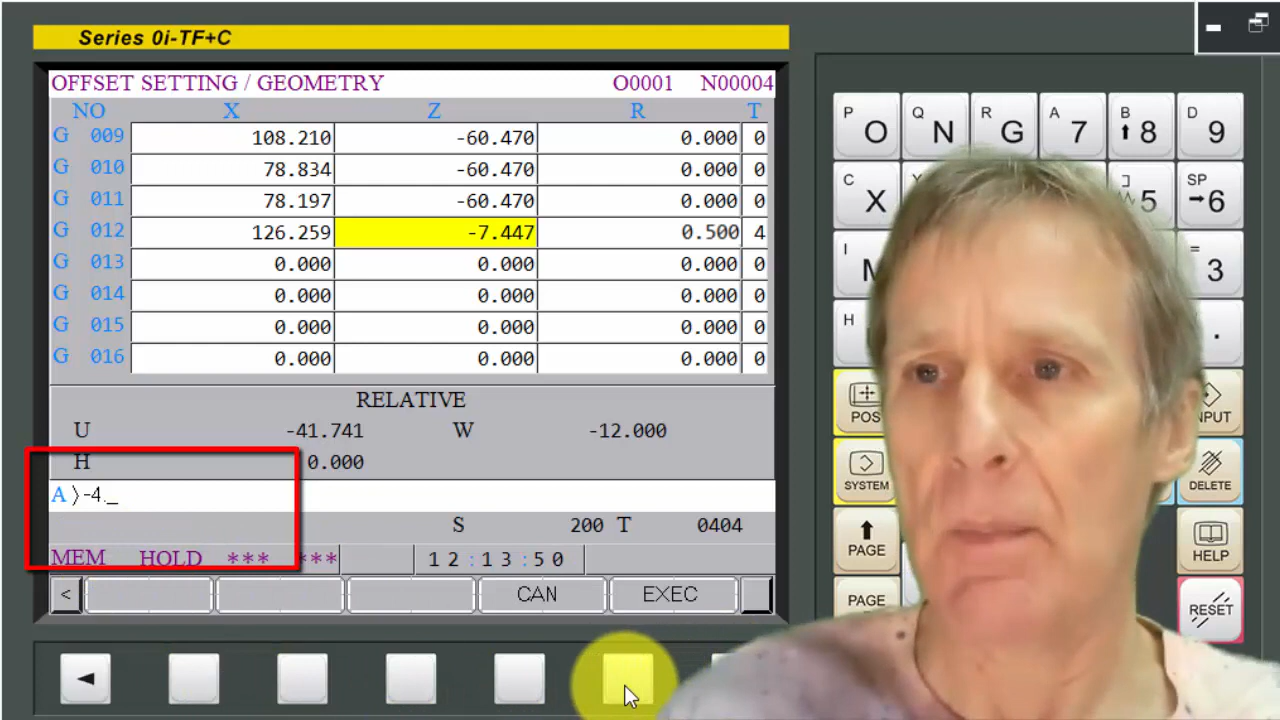 Series 0i-TF+C
OFFSET SETTING / GEOMETRY O0001 N00004
NO X Z R T
G 009 108.210 -60.470 0.000 0
G 010 78.834 -60.470 0.000 0
G 011 78.197 -60.470 0.000 0
G 012 126.259 -7.447 0.500 4
G 013 0.000 0.000 0.000 0
G 014 0.000 0.000 0.000 0
G 015 0.000 0.000 0.000 0
G 016 0.000 0.000 0.000 0
RELATIVE
U -41.741 W -12.000
H 0.000
A 〉-4._
S 200 T 0404
MEM HOLD *** *** 12:13:50
< CAN EXEC
P O Q N R G A 7 B ↑ 8 D 9
C X ] 5 SP → 6
I = 3
H .
POS
SYSTEM DELETE
PAGE HELP
PAGE RESET